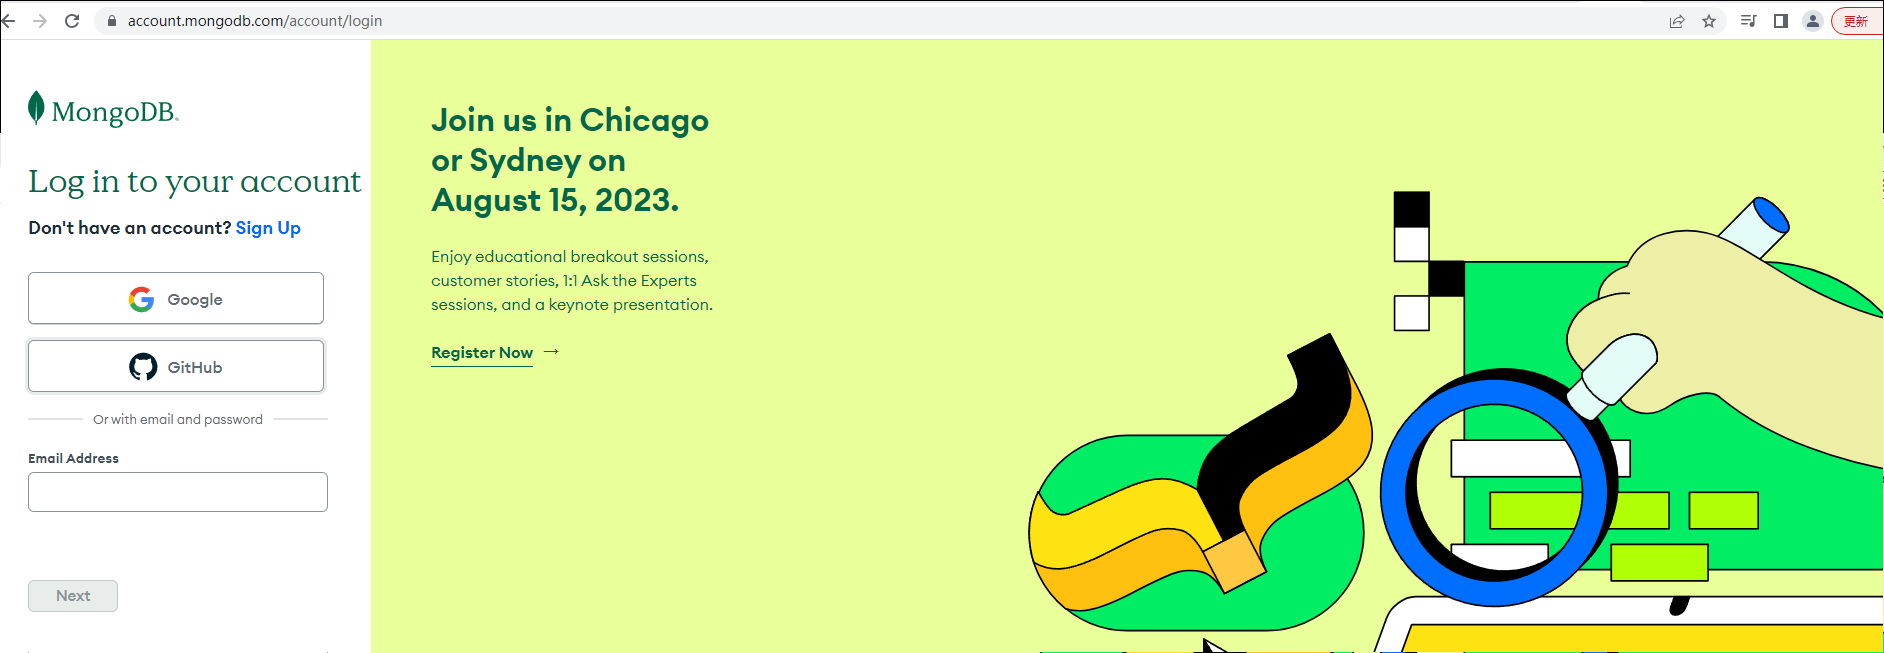 account.mongodb.com/account/login
更新
MongoDB.
Log in to your account
Don't have an account? Sign Up
Google
GitHub
Or with email and password
Email Address
Next
Join us in Chicago
or Sydney on
August 15, 2023.
Enjoy educational breakout sessions,
customer stories, 1:1 Ask the Experts
sessions, and a keynote presentation.
Register Now →